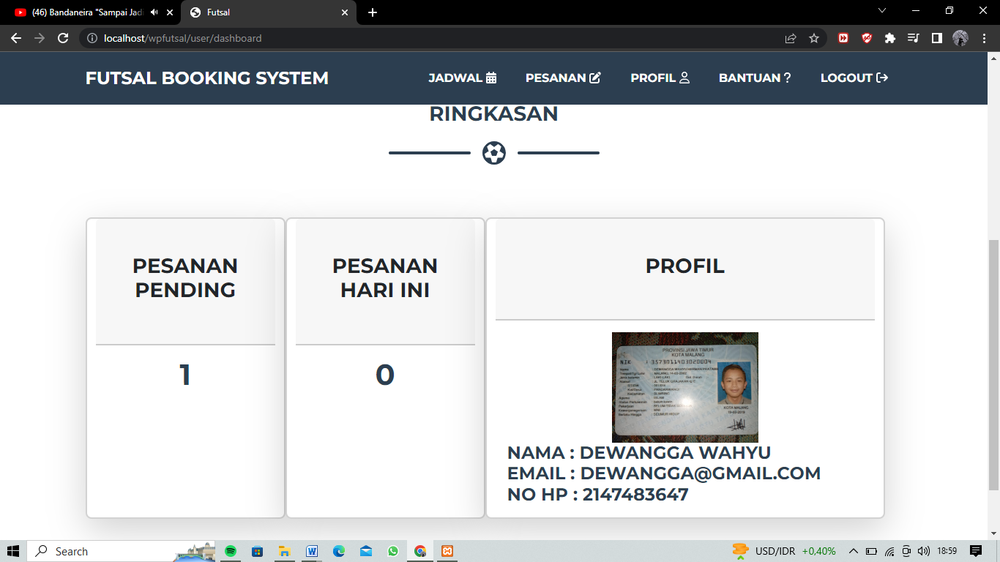 (46) Bandaneira "Sampai Jad
Futsal
localhost/wpfutsal/user/dashboard
FUTSAL BOOKING SYSTEM
JADWAL
PESANAN
PROFIL
BANTUAN ?
LOGOUT
RINGKASAN
PESANAN
PENDING
1
PESANAN
HARI INI
0
PROFIL
PROVINSI JAWA TIMUR
KOTA MALANG
NIK : 3573011403020004
KOTA MALANG
NAMA : DEWANGGA WAHYU
EMAIL : DEWANGGA@GMAIL.COM
NO HP : 2147483647
Search
USD/IDR +0,40%
18:59